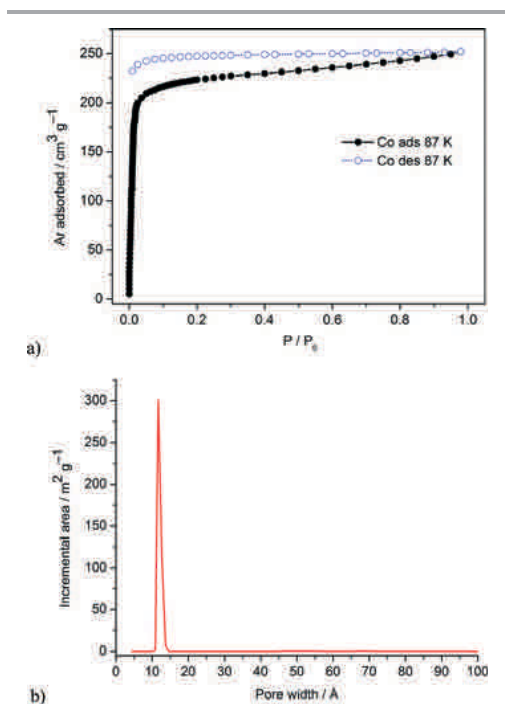 300
250
200
150
100
50
0
Ar adsorbed / cm³ g⁻¹
Co ads 87 K
Co des 87 K
0.0 0.2 0.4 0.6 0.8 1.0
P / P₀
a)
300
250
200
150
100
50
0
Incremental area / m² g⁻¹
0 10 20 30 40 50 60 70 80 90 100
Pore width / Å
b)